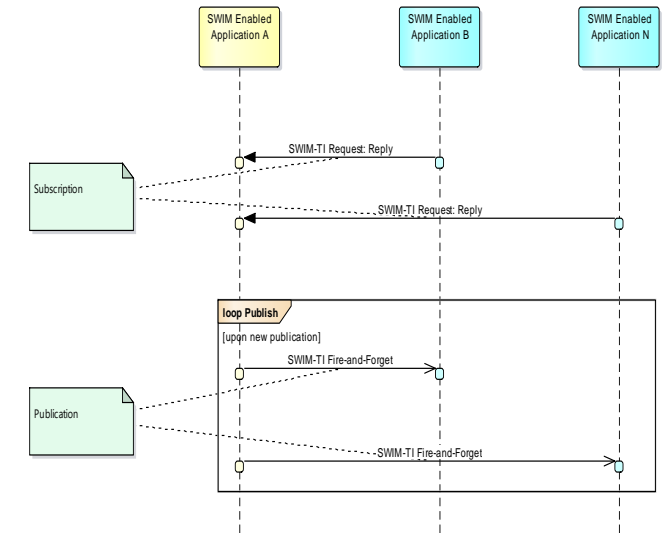 SWIM Enabled
Application A
SWIM Enabled
Application B
SWIM Enabled
Application N
SWIM-TI Request: Reply
Subscription
SWIM-TI Request: Reply
loop Publish
[upon new publication]
SWIM-TI Fire-and-Forget
Publication
SWIM-TI Fire-and-Forget